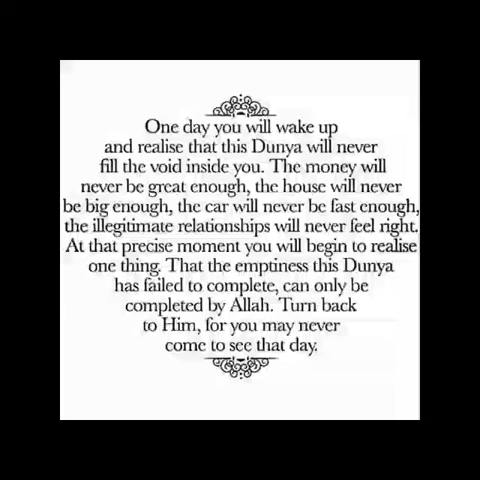 One day you will wake up
and realise that this Dunya will never
fill the void inside you. The money will
never be great enough, the house will never
be big enough, the car will never be fast enough,
the illegitimate relationships will never feel right.
At that precise moment you will begin to realise
one thing. That the emptiness this Dunya
has failed to complete, can only be
completed by Allah. Turn back
to Him, for you may never
come to see that day.